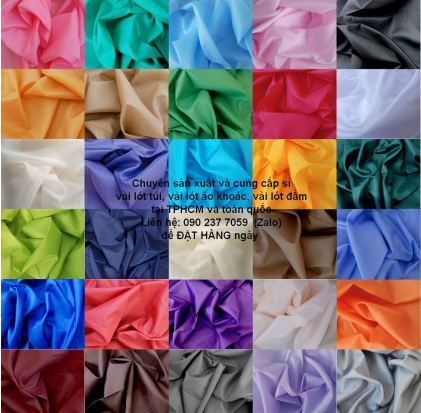 Chuyên sản xuất và cung cấp sỉ
vải lót túi, vải lót áo khoác, vải lót đầm
tại TPHCM và toàn quốc
Liên hệ: 090 237 7059 (Zalo)
để ĐẶT HÀNG ngày